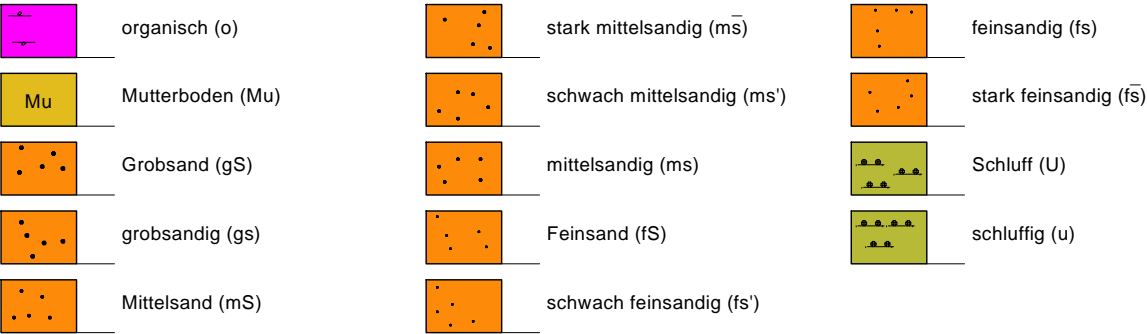 organisch (o)
Mu
Mutterboden (Mu)
Grobsand (gS)
grobsandig (gs)
Mittelsand (mS)
stark mittelsandig (ms̅)
schwach mittelsandig (ms')
mittelsandig (ms)
Feinsand (fS)
schwach feinsandig (fs')
feinsandig (fs)
stark feinsandig (fs̅)
Schluff (U)
schluffig (u)